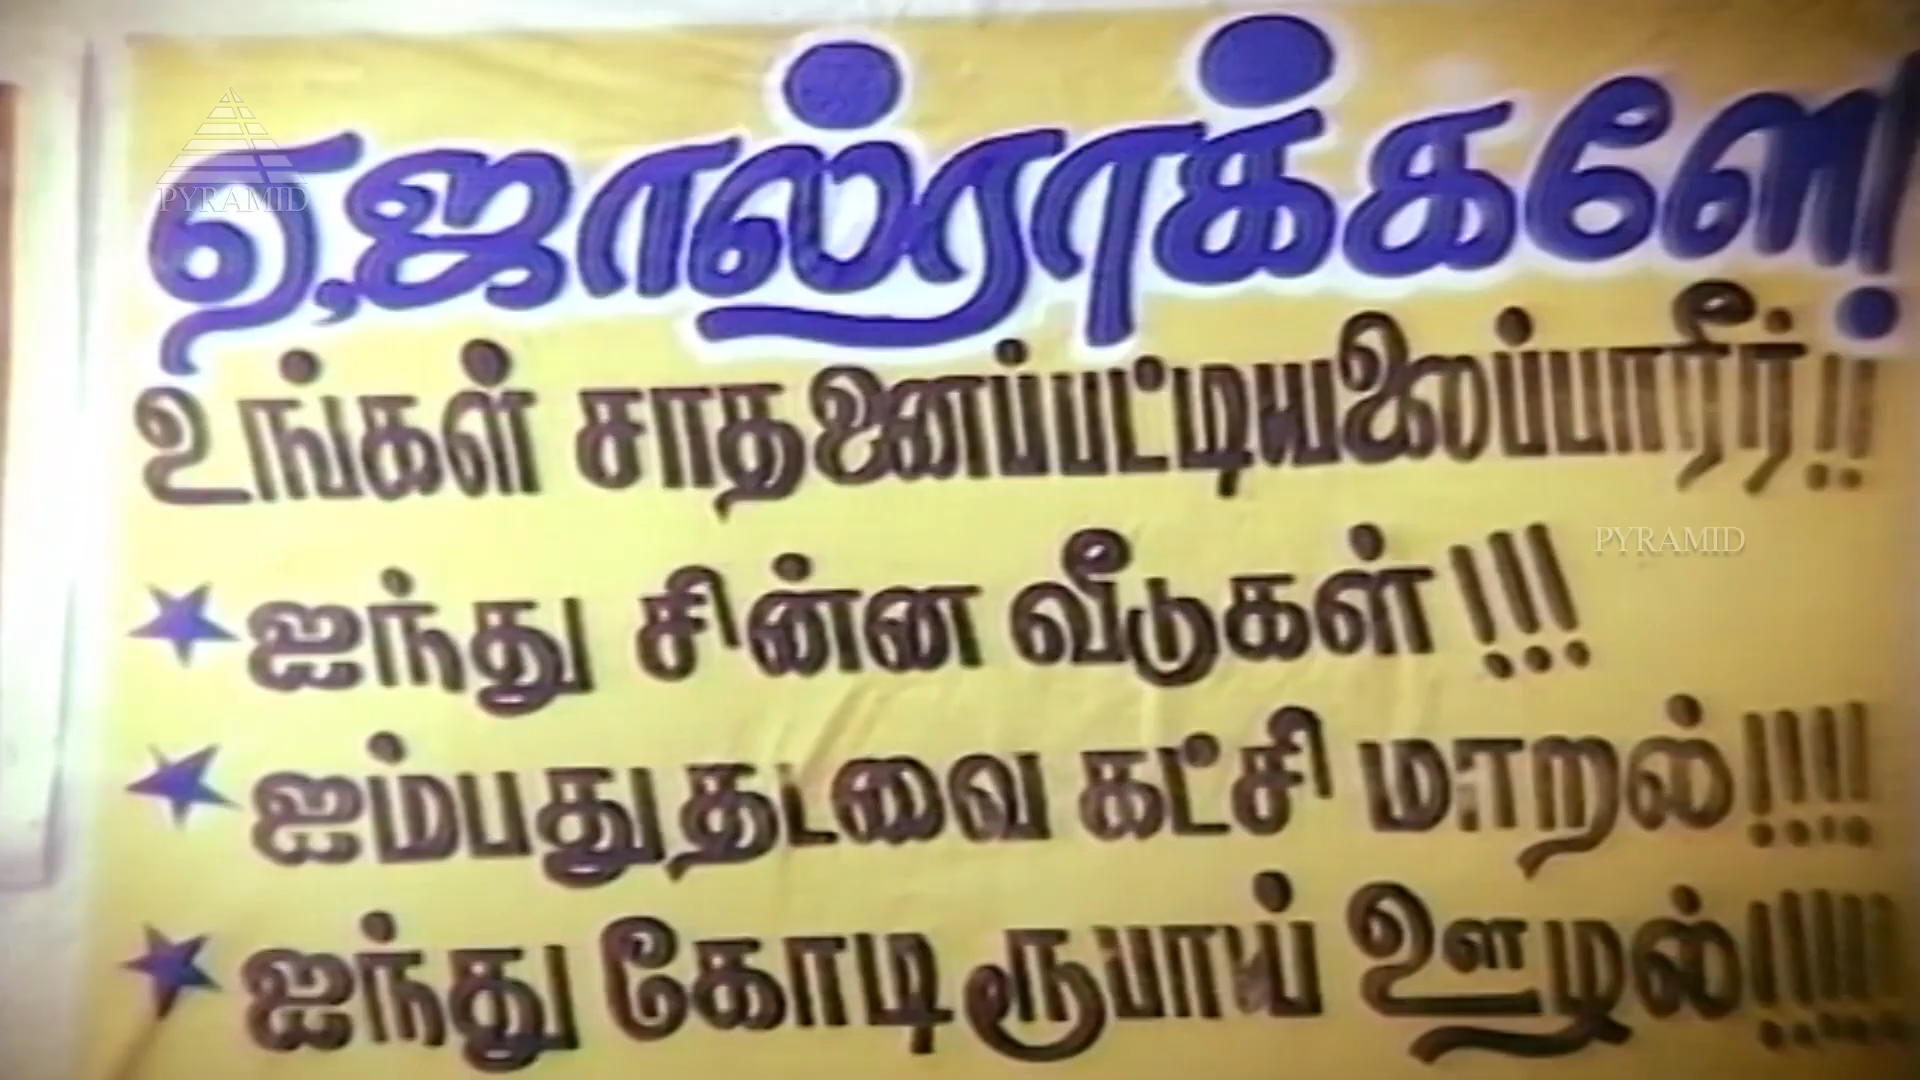 PYRAMID
ஏ,ஜால்ராக்களே!
உங்கள் சாதனைப்பட்டியலைப்பாரீர்!!
PYRAMID
ஐந்து சின்ன வீடுகள்!!!
ஐம்பது தடவை கட்சி மாறல்!!!!
ஐந்து கோடி ரூபாய் ஊழல்!!!!!